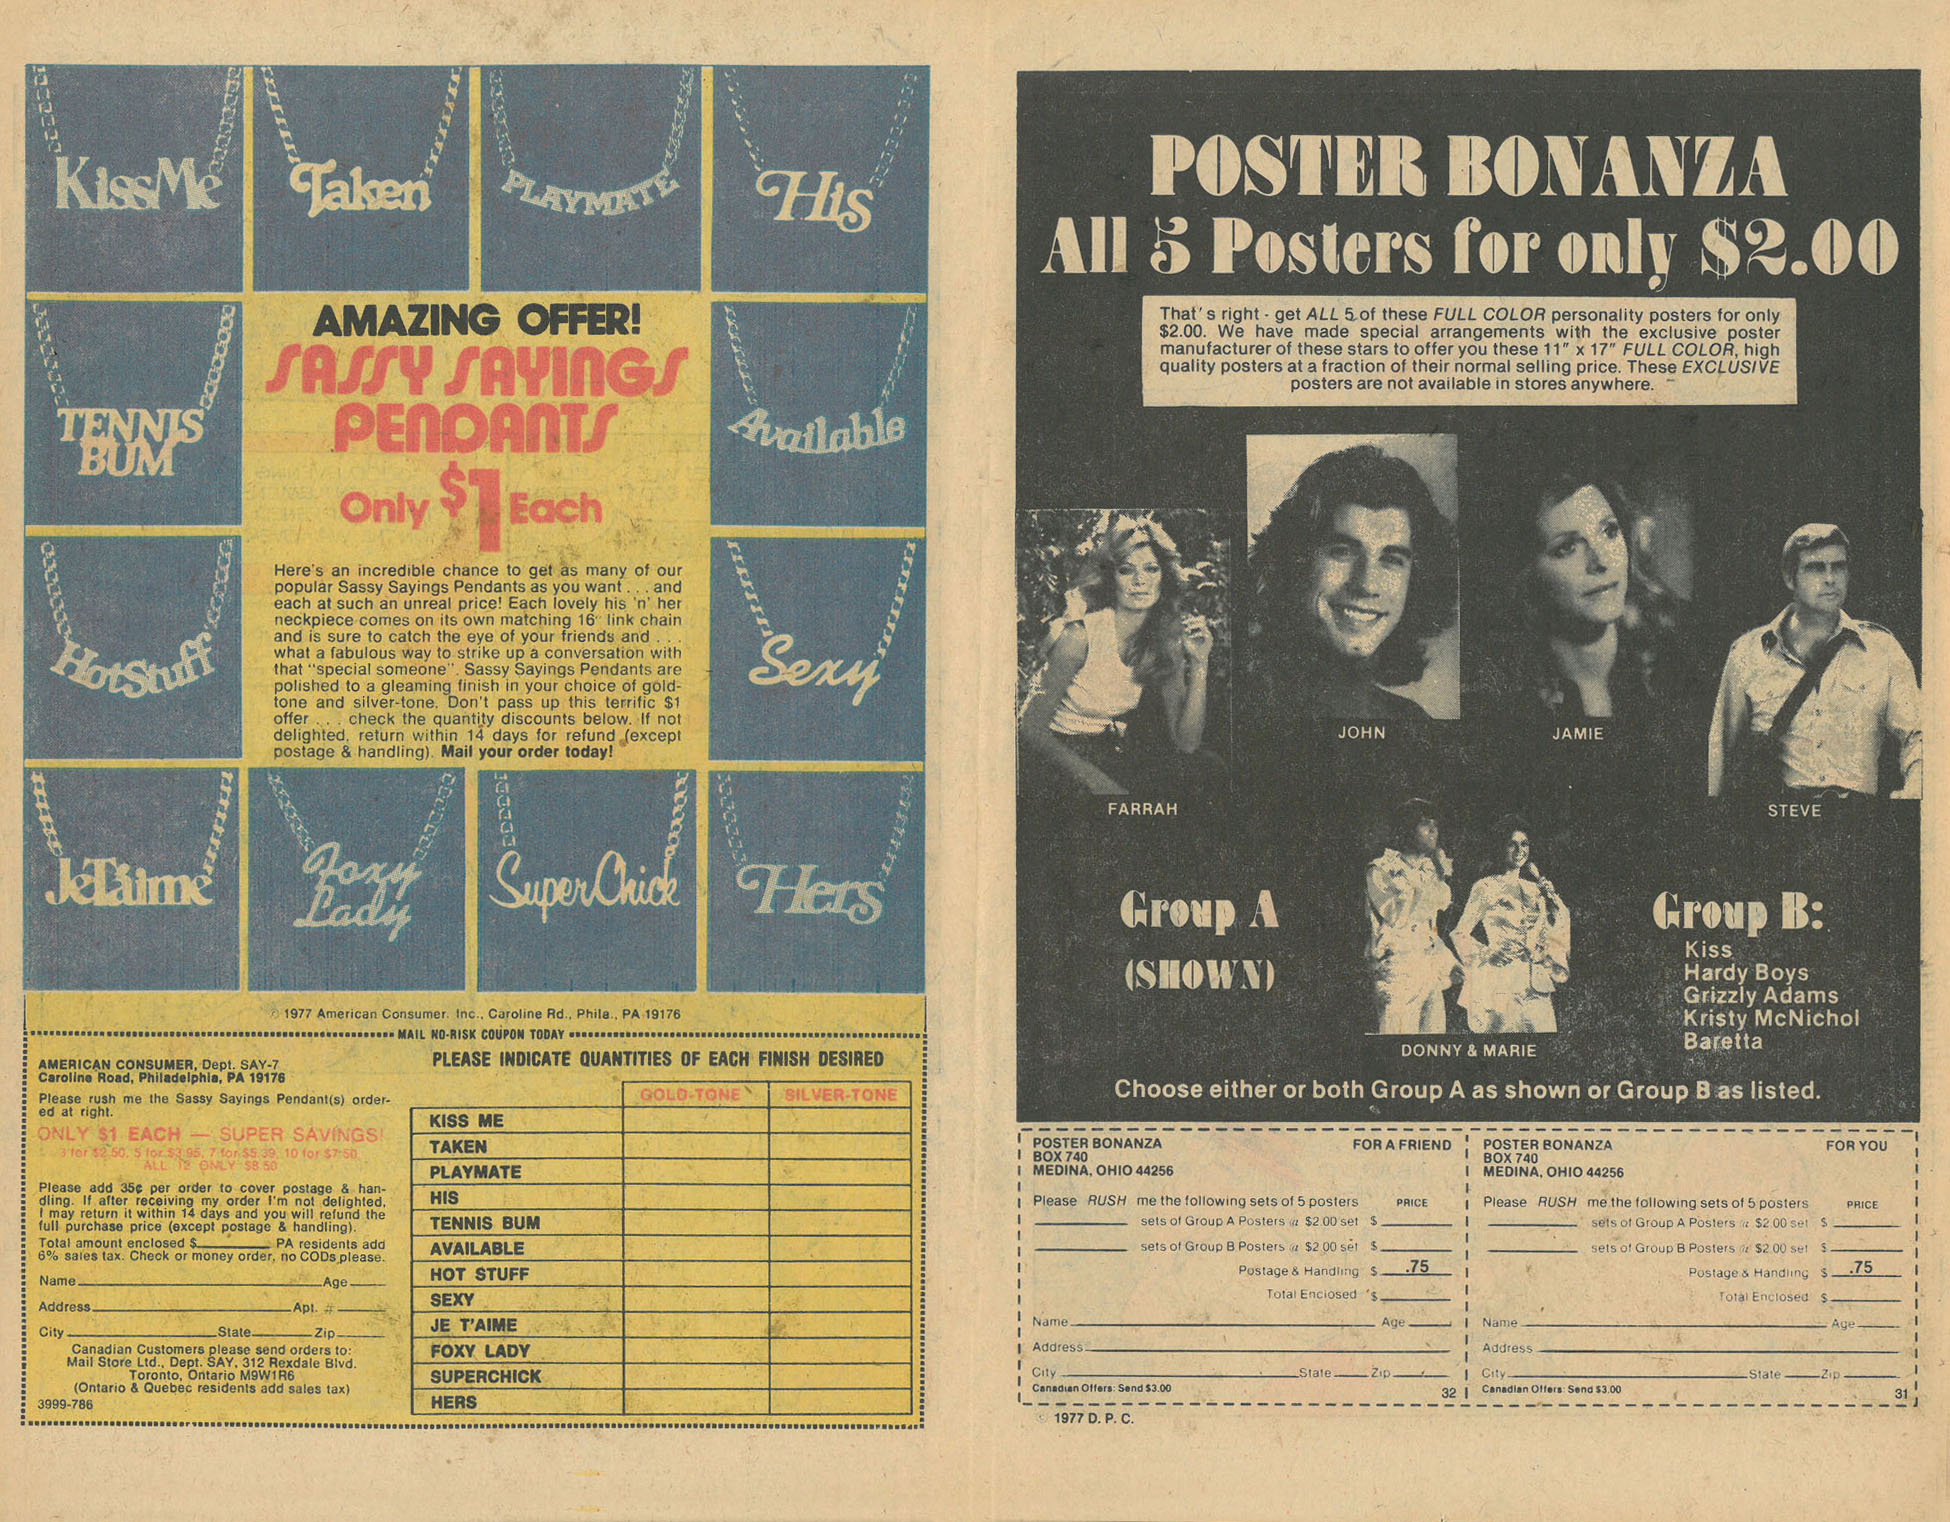 Kiss Me
Taken
PLAYMATE
His
AMAZING OFFER!
SASSY SAYINGS
PENDANTS
Only $1 Each
TENNIS
BUM
Available
Here's an incredible chance to get as many of our
popular Sassy Sayings Pendants as you want . . . and
each at such an unreal price! Each lovely his 'n' her
neckpiece comes on its own matching 16" link chain
and is sure to catch the eye of your friends and . . .
what a fabulous way to strike up a conversation with
that "special someone". Sassy Sayings Pendants are
polished to a gleaming finish in your choice of gold-
tone and silver-tone. Don't pass up this terrific $1
offer . . . check the quantity discounts below. If not
delighted, return within 14 days for refund (except
postage & handling). Mail your order today!
Hot Stuff
Sexy
Je T'aime
Foxy
Lady
Super Chick
Hers
© 1977 American Consumer, Inc., Caroline Rd., Phila., PA 19176
MAIL NO-RISK COUPON TODAY
AMERICAN CONSUMER, Dept. SAY-7
Caroline Road, Philadelphia, PA 19176
Please rush me the Sassy Sayings Pendant(s) order-
ed at right.
ONLY $1 EACH — SUPER SAVINGS!
3 for $2.50, 5 for $3.95, 7 for $5.39, 10 for $7.50,
ALL 12 ONLY $8.50
Please add 35¢ per order to cover postage & han-
dling. If after receiving my order I'm not delighted,
I may return it within 14 days and you will refund the
full purchase price (except postage & handling).
Total amount enclosed $ PA residents add
6% sales tax. Check or money order, no CODs please.
Name Age
Address Apt. #
City State Zip
Canadian Customers please send orders to:
Mail Store Ltd., Dept. SAY, 312 Rexdale Blvd.
Toronto, Ontario M9W1R6
(Ontario & Quebec residents add sales tax)
3999-786
PLEASE INDICATE QUANTITIES OF EACH FINISH DESIRED
GOLD-TONE SILVER-TONE
KISS ME
TAKEN
PLAYMATE
HIS
TENNIS BUM
AVAILABLE
HOT STUFF
SEXY
JE T'AIME
FOXY LADY
SUPERCHICK
HERS
POSTER BONANZA
All 5 Posters for only $2.00
That's right - get ALL 5 of these FULL COLOR personality posters for only
$2.00. We have made special arrangements with the exclusive poster
manufacturer of these stars to offer you these 11" x 17" FULL COLOR, high
quality posters at a fraction of their normal selling price. These EXCLUSIVE
posters are not available in stores anywhere.
JOHN
JAMIE
FARRAH
STEVE
DONNY & MARIE
Group A
(SHOWN)
Group B:
Kiss
Hardy Boys
Grizzly Adams
Kristy McNichol
Baretta
Choose either or both Group A as shown or Group B as listed.
POSTER BONANZA FOR A FRIEND
BOX 740
MEDINA, OHIO 44256
Please RUSH me the following sets of 5 posters PRICE
sets of Group A Posters @ $2.00 set $
sets of Group B Posters @ $2.00 set $
Postage & Handling $ .75
Total Enclosed $
Name Age
Address
City State Zip
Canadian Offers: Send $3.00 32
POSTER BONANZA FOR YOU
BOX 740
MEDINA, OHIO 44256
Please RUSH me the following sets of 5 posters PRICE
sets of Group A Posters @ $2.00 set $
sets of Group B Posters @ $2.00 set $
Postage & Handling $ .75
Total Enclosed $
Name Age
Address
City State Zip
Canadian Offers: Send $3.00 31
© 1977 D. P. C.